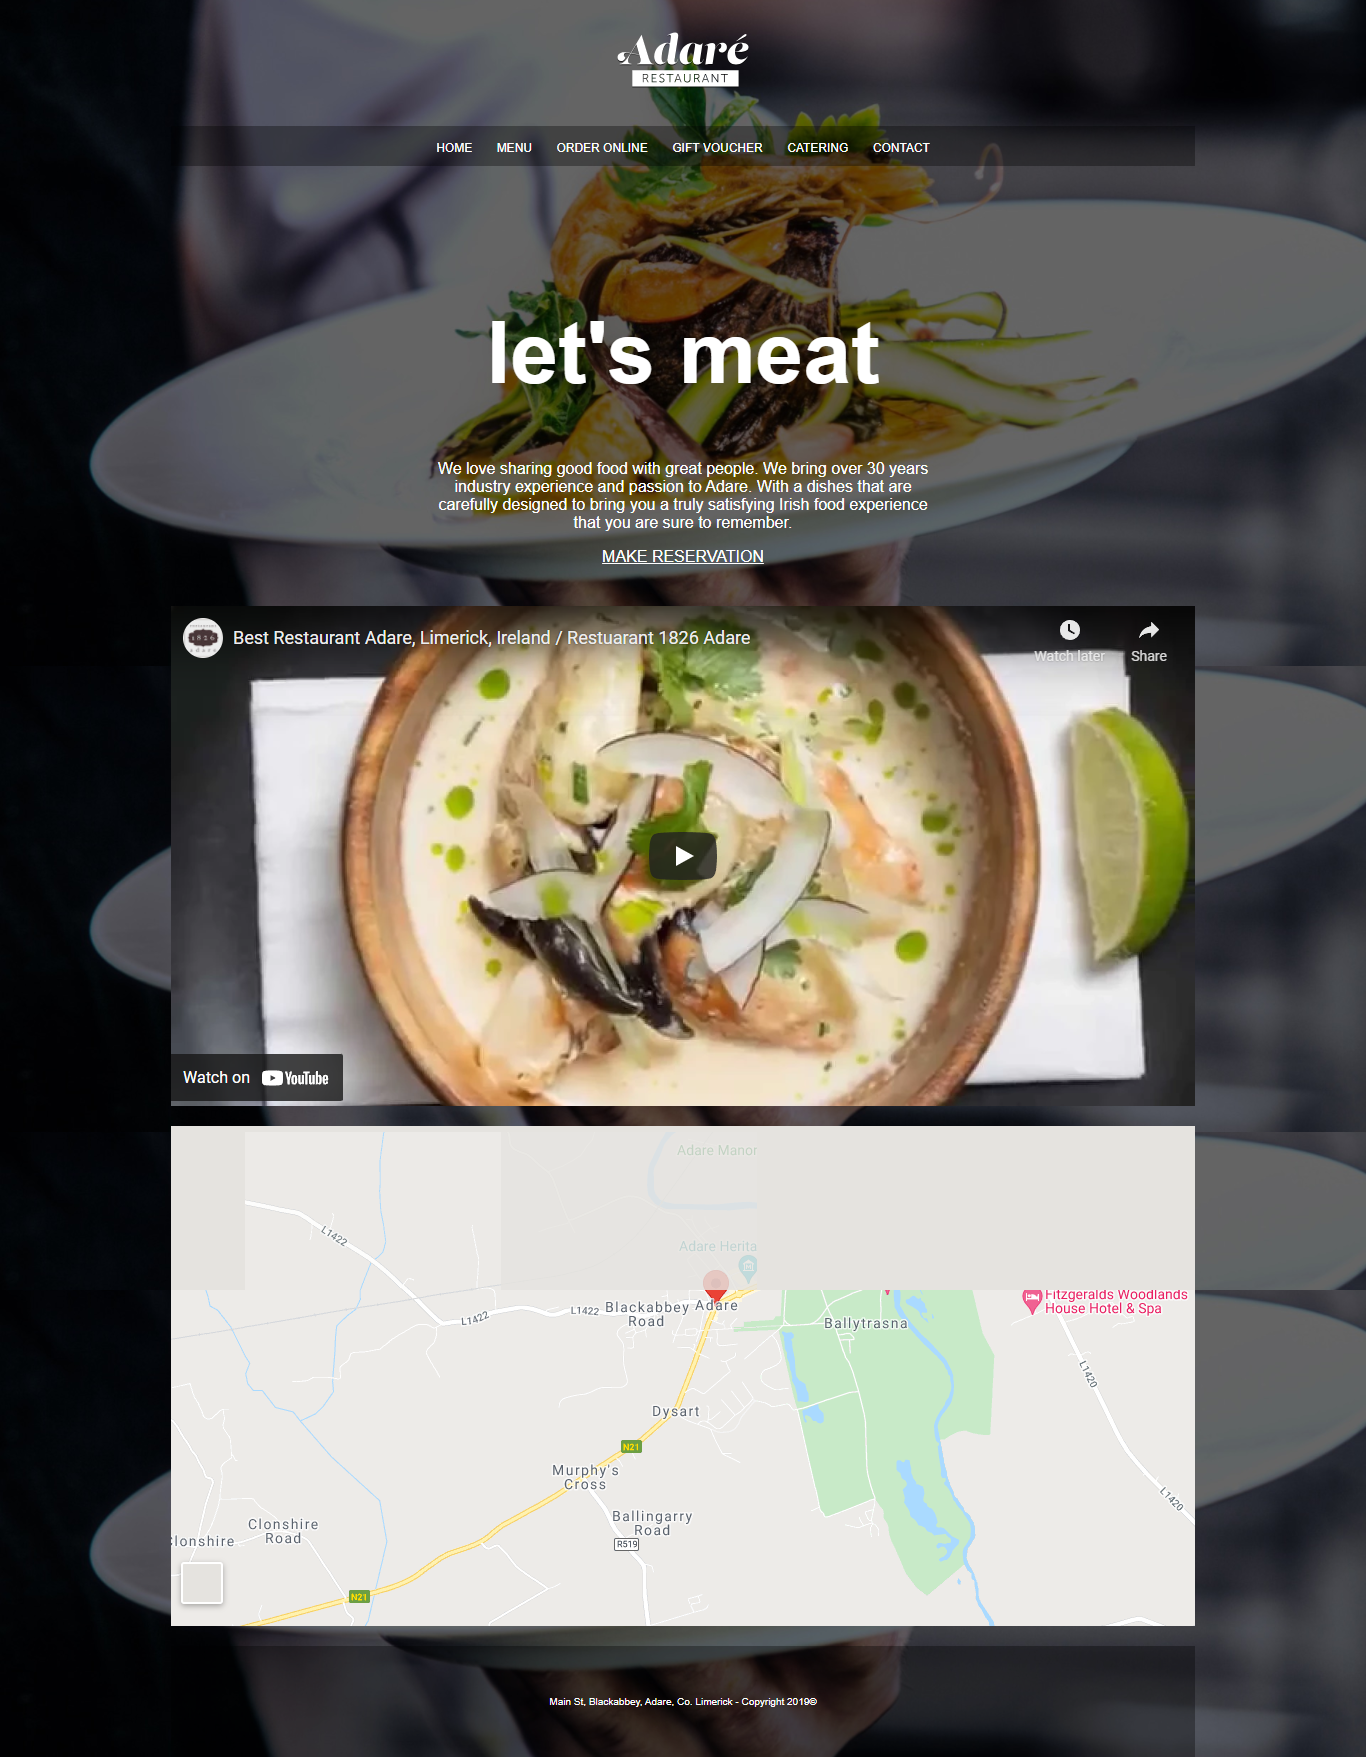 Adaré
RESTAURANT
HOME MENU ORDER ONLINE GIFT VOUCHER CATERING CONTACT
let's meat
We love sharing good food with great people. We bring over 30 years
industry experience and passion to Adare. With a dishes that are
carefully designed to bring you a truly satisfying Irish food experience
that you are sure to remember.
MAKE RESERVATION
1816
adare
Best Restaurant Adare, Limerick, Ireland / Restuarant 1826 Adare
Watch later
Share
Watch on YouTube
Adare Manor
L1422
Adare Herita
L1422
L1422
Blackabbey
Road
Adare
Ballytrasna
Fitzgeralds Woodlands
House Hotel & Spa
L1420
Dysart
N21
Murphy's
Cross
L1420
Ballingarry
Road
R519
Clonshire
Road
Clonshire
N21
Main St, Blackabbey, Adare, Co. Limerick - Copyright 2019©